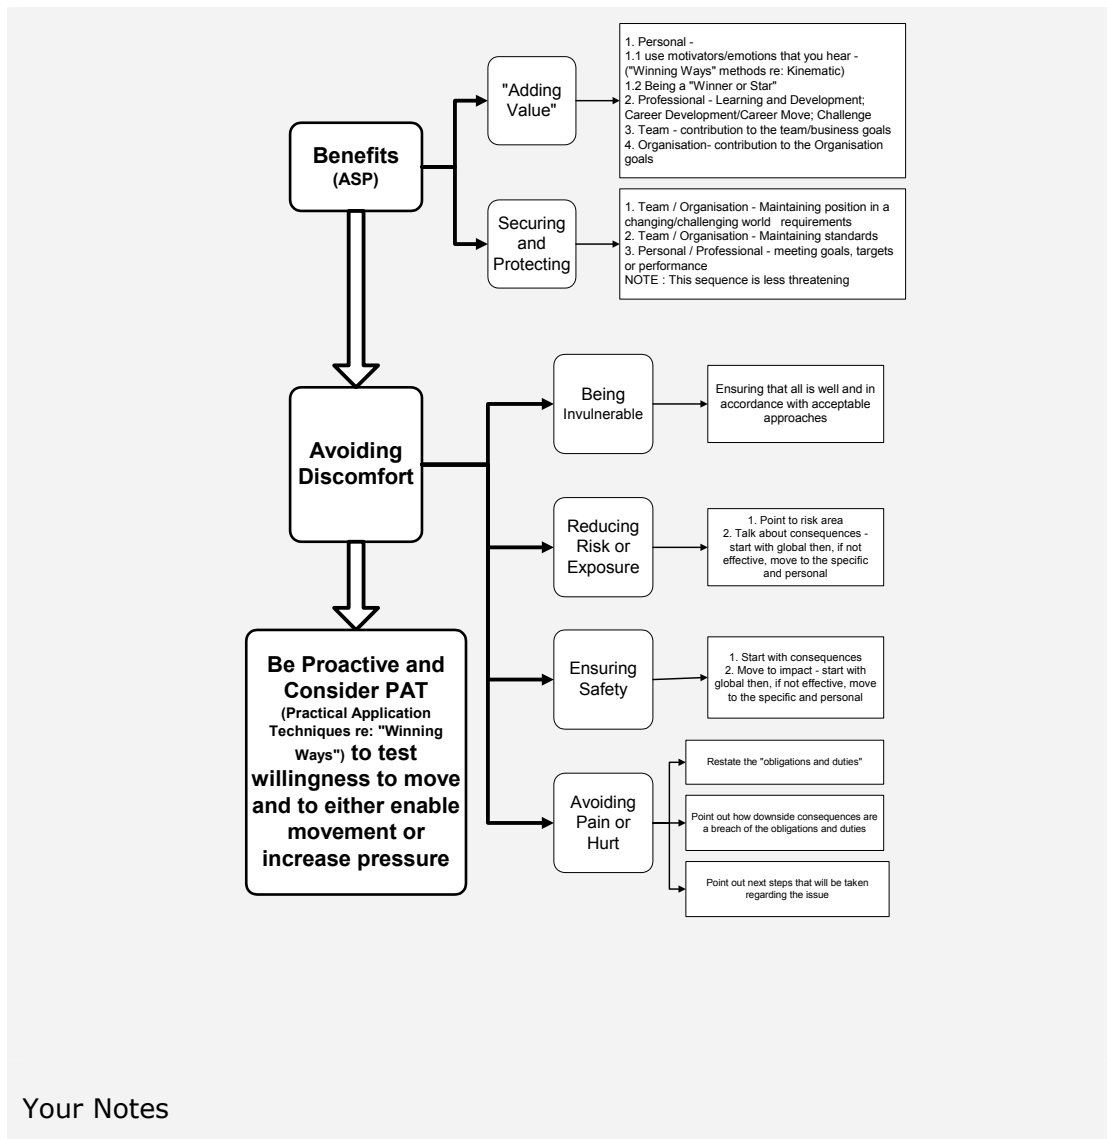 Benefits
(ASP)
"Adding
Value"
1. Personal -
1.1 use motivators/emotions that you hear -
("Winning Ways" methods re: Kinematic)
1.2 Being a "Winner or Star"
2. Professional - Learning and Development;
Career Development/Career Move; Challenge
3. Team - contribution to the team/business goals
4. Organisation- contribution to the Organisation
goals
Securing
and
Protecting
1. Team / Organisation - Maintaining position in a
changing/challenging world requirements
2. Team / Organisation - Maintaining standards
3. Personal / Professional - meeting goals, targets
or performance
NOTE : This sequence is less threatening
Avoiding
Discomfort
Being
Invulnerable
Ensuring that all is well and in
accordance with acceptable
approaches
Reducing
Risk or
Exposure
1. Point to risk area
2. Talk about consequences -
start with global then, if not
effective, move to the specific
and personal
Ensuring
Safety
1. Start with consequences
2. Move to impact - start with
global then, if not effective, move
to the specific and personal
Avoiding
Pain or
Hurt
Restate the "obligations and duties"
Point out how downside consequences are
a breach of the obligations and duties
Point out next steps that will be taken
regarding the issue
Be Proactive and
Consider PAT
(Practical Application
Techniques re: "Winning
Ways") to test
willingness to move
and to either enable
movement or
increase pressure
Your Notes